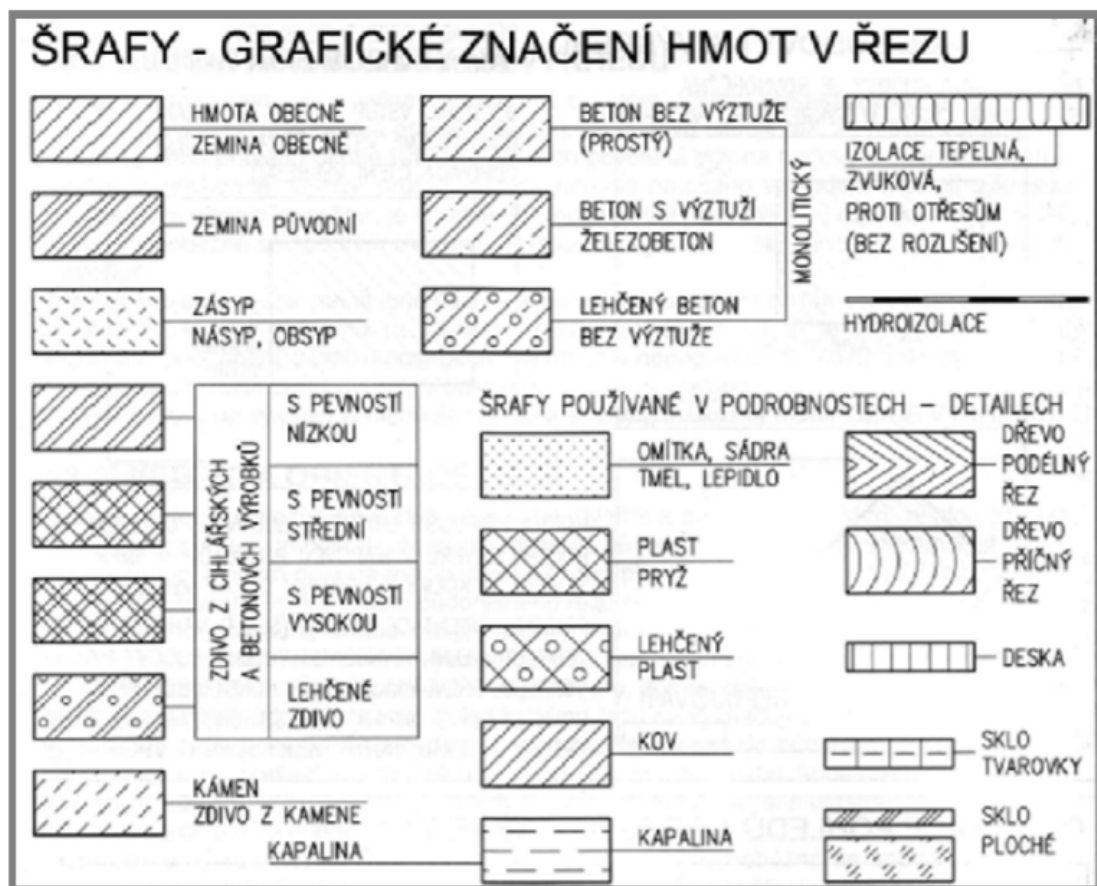 ŠRAFY - GRAFICKÉ ZNAČENÍ HMOT V ŘEZU
HMOTA OBECNĚ
ZEMINA OBECNĚ
ZEMINA PŮVODNÍ
ZÁSYP
NÁSYP, OBSYP
BETON BEZ VÝZTUŽE
(PROSTÝ)
BETON S VÝZTUŽÍ
ŽELEZOBETON
LEHČENÝ BETON
BEZ VÝZTUŽE
MONOLITICKÝ
IZOLACE TEPELNÁ,
ZVUKOVÁ,
PROTI OTŘESŮM
(BEZ ROZLIŠENÍ)
HYDROIZOLACE
ZDIVO Z CIHLÁŘSKÝCH
A BETONOVČH VÝROBKŮ
S PEVNOSTÍ
NÍZKOU
S PEVNOSTÍ
STŘEDNÍ
S PEVNOSTÍ
VYSOKOU
LEHČENÉ
ZDIVO
KÁMEN
ZDIVO Z KAMENE
KAPALINA
ŠRAFY POUŽÍVANÉ V PODROBNOSTECH – DETAILECH
OMÍTKA, SÁDRA
TMEL, LEPIDLO
PLAST
PRYŽ
LEHČENÝ
PLAST
KOV
KAPALINA
DŘEVO
PODÉLNÝ
ŘEZ
DŘEVO
PŘÍČNÝ
ŘEZ
DESKA
SKLO
TVAROVKY
SKLO
PLOCHÉ